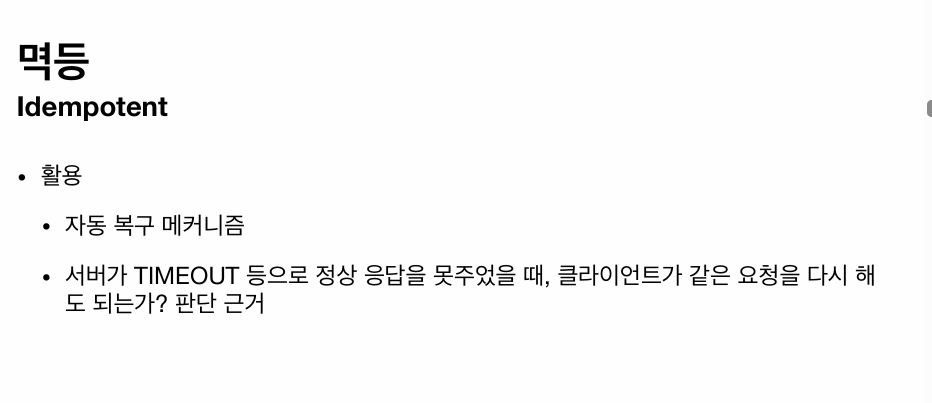 멱등
Idempotent
• 활용
• 자동 복구 메커니즘
• 서버가 TIMEOUT 등으로 정상 응답을 못주었을 때, 클라이언트가 같은 요청을 다시 해
도 되는가? 판단 근거